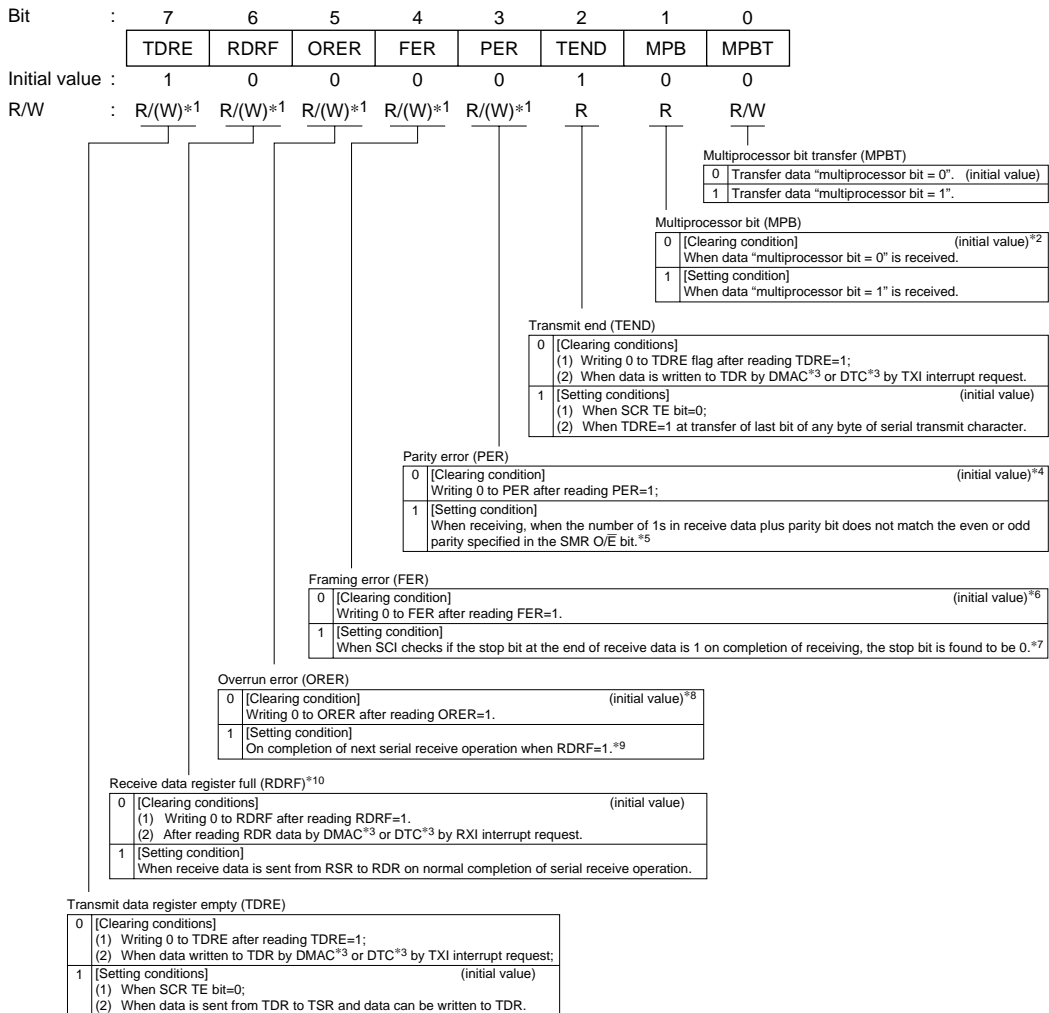 Bit : 7 6 5 4 3 2 1 0
TDRE RDRF ORER FER PER TEND MPB MPBT
Initial value : 1 0 0 0 0 1 0 0
R/W : R/(W)*1 R/(W)*1 R/(W)*1 R/(W)*1 R/(W)*1 R R R/W
Multiprocessor bit transfer (MPBT)
0 Transfer data “multiprocessor bit = 0”. (initial value)
1 Transfer data “multiprocessor bit = 1”.
Multiprocessor bit (MPB)
0 [Clearing condition] (initial value)*2
When data “multiprocessor bit = 0” is received.
1 [Setting condition]
When data “multiprocessor bit = 1” is received.
Transmit end (TEND)
0 [Clearing conditions]
(1) Writing 0 to TDRE flag after reading TDRE=1;
(2) When data is written to TDR by DMAC*3 or DTC*3 by TXI interrupt request.
1 [Setting conditions] (initial value)
(1) When SCR TE bit=0;
(2) When TDRE=1 at transfer of last bit of any byte of serial transmit character.
Parity error (PER)
0 [Clearing condition] (initial value)*4
Writing 0 to PER after reading PER=1;
1 [Setting condition]
When receiving, when the number of 1s in receive data plus parity bit does not match the even or odd
parity specified in the SMR O/E̅ bit.*5
Framing error (FER)
0 [Clearing condition] (initial value)*6
Writing 0 to FER after reading FER=1.
1 [Setting condition]
When SCI checks if the stop bit at the end of receive data is 1 on completion of receiving, the stop bit is found to be 0.*7
Overrun error (ORER)
0 [Clearing condition] (initial value)*8
Writing 0 to ORER after reading ORER=1.
1 [Setting condition]
On completion of next serial receive operation when RDRF=1.*9
Receive data register full (RDRF)*10
0 [Clearing conditions] (initial value)
(1) Writing 0 to RDRF after reading RDRF=1.
(2) After reading RDR data by DMAC*3 or DTC*3 by RXI interrupt request.
1 [Setting condition]
When receive data is sent from RSR to RDR on normal completion of serial receive operation.
Transmit data register empty (TDRE)
0 [Clearing conditions]
(1) Writing 0 to TDRE after reading TDRE=1;
(2) When data written to TDR by DMAC*3 or DTC*3 by TXI interrupt request;
1 [Setting conditions] (initial value)
(1) When SCR TE bit=0;
(2) When data is sent from TDR to TSR and data can be written to TDR.